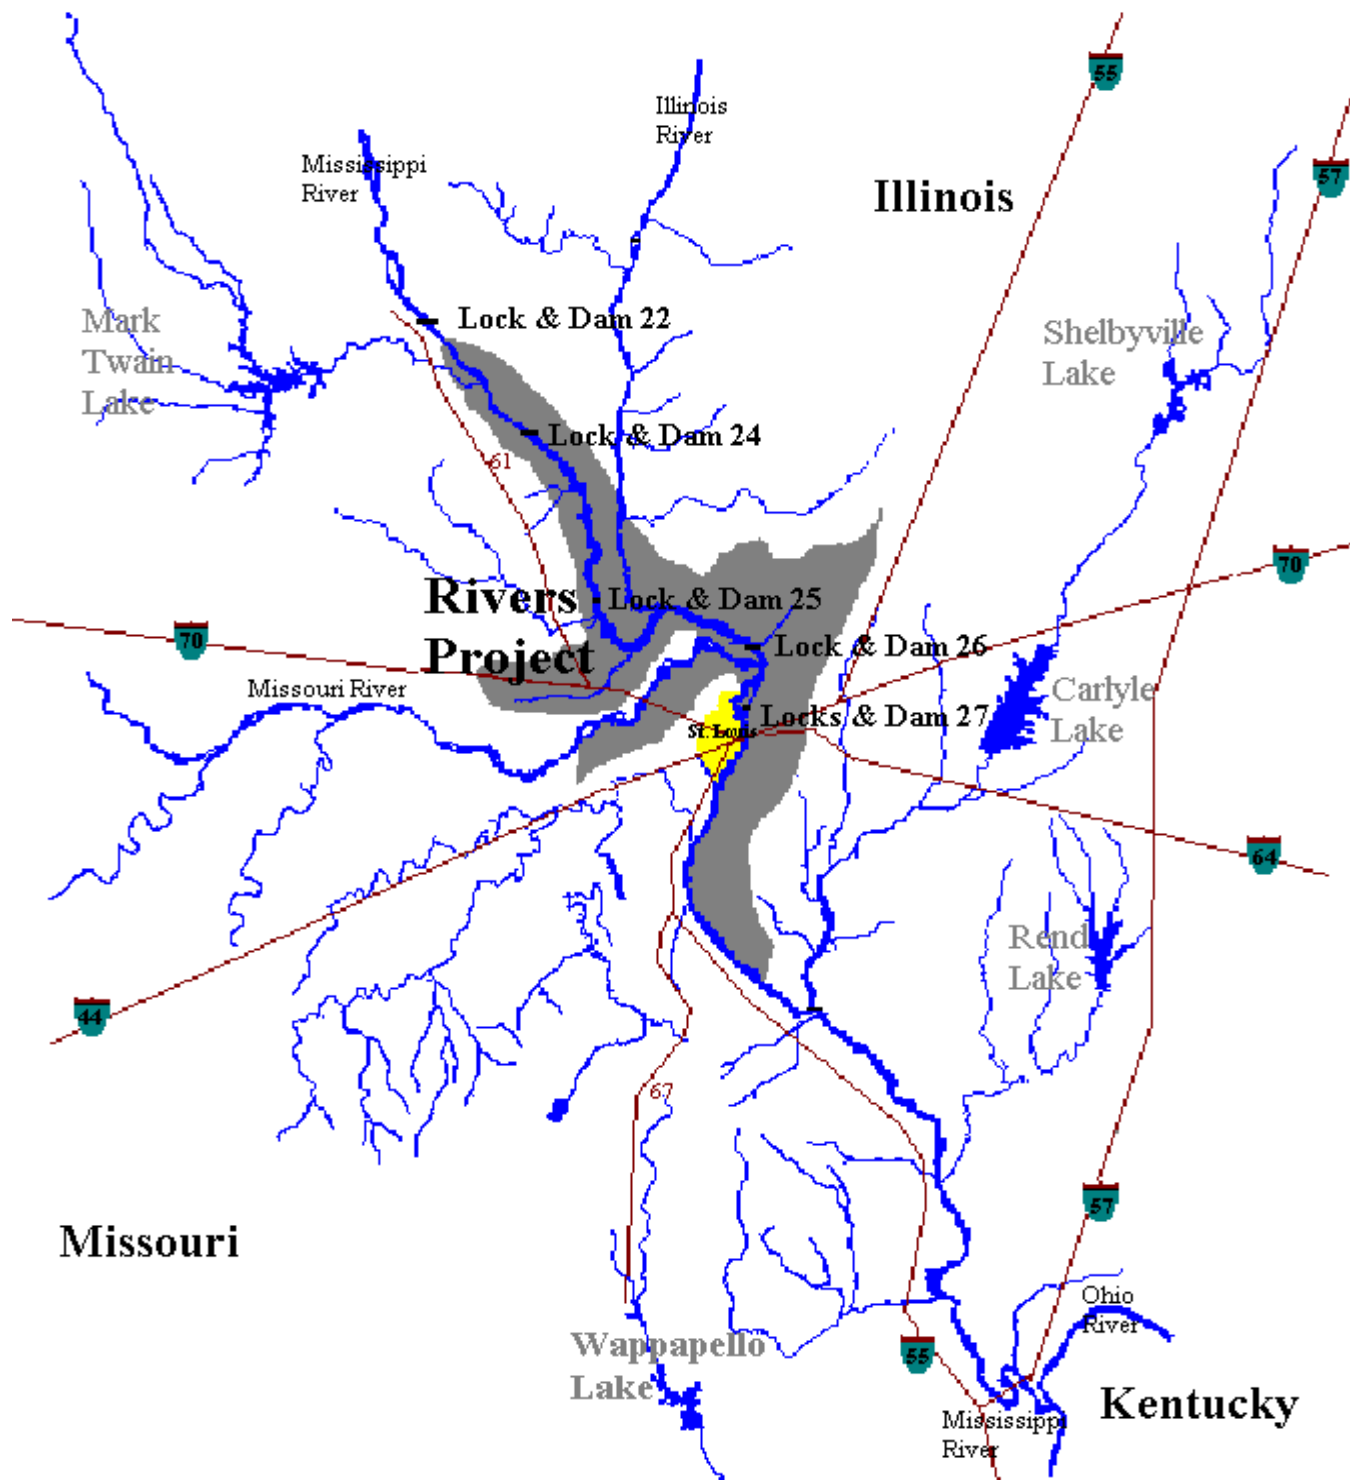 55
Illinois
River
Mississippi
River
57
Illinois
Mark
Twain
Lake
Lock & Dam 22
Shelbyville
Lake
Lock & Dam 24
61
70
Rivers
Project
Lock & Dam 25
70
Lock & Dam 26
Missouri River
Carlyle
Lake
Locks & Dam 27
St. Louis
64
Rend
Lake
44
67
57
Missouri
Ohio
River
Wappapello
Lake
55
Kentucky
Mississippi
River